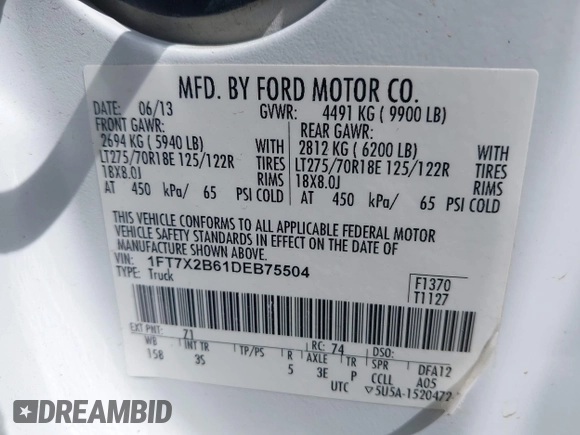 MFD. BY FORD MOTOR CO.
DATE: 06/13 GVWR: 4491 KG ( 9900 LB)
FRONT GAWR: REAR GAWR:
2694 KG ( 5940 LB) WITH 2812 KG ( 6200 LB) WITH
LT275/70R18E 125/122R TIRES LT275/70R18E 125/122R TIRES
18X8.0J RIMS 18X8.0J RIMS
AT 450 kPa/ 65 PSI COLD AT 450 kPa/ 65 PSI COLD
THIS VEHICLE CONFORMS TO ALL APPLICABLE FEDERAL MOTOR
VEHICLE SAFETY STANDARDS IN EFFECT ON THE DATE OF
MANUFACTURE SHOWN ABOVE.
VIN: 1FT7X2B61DEB75504
TYPE: Truck
F1370
T1127
EXT PNT: 71 RC: 74 DSO:
WB INT TR TP/PS R AXLE TR SPR DFA12
158 3S 5 3E P CCLL A05
UTC ▽5U5A-1520472
DREAMBID